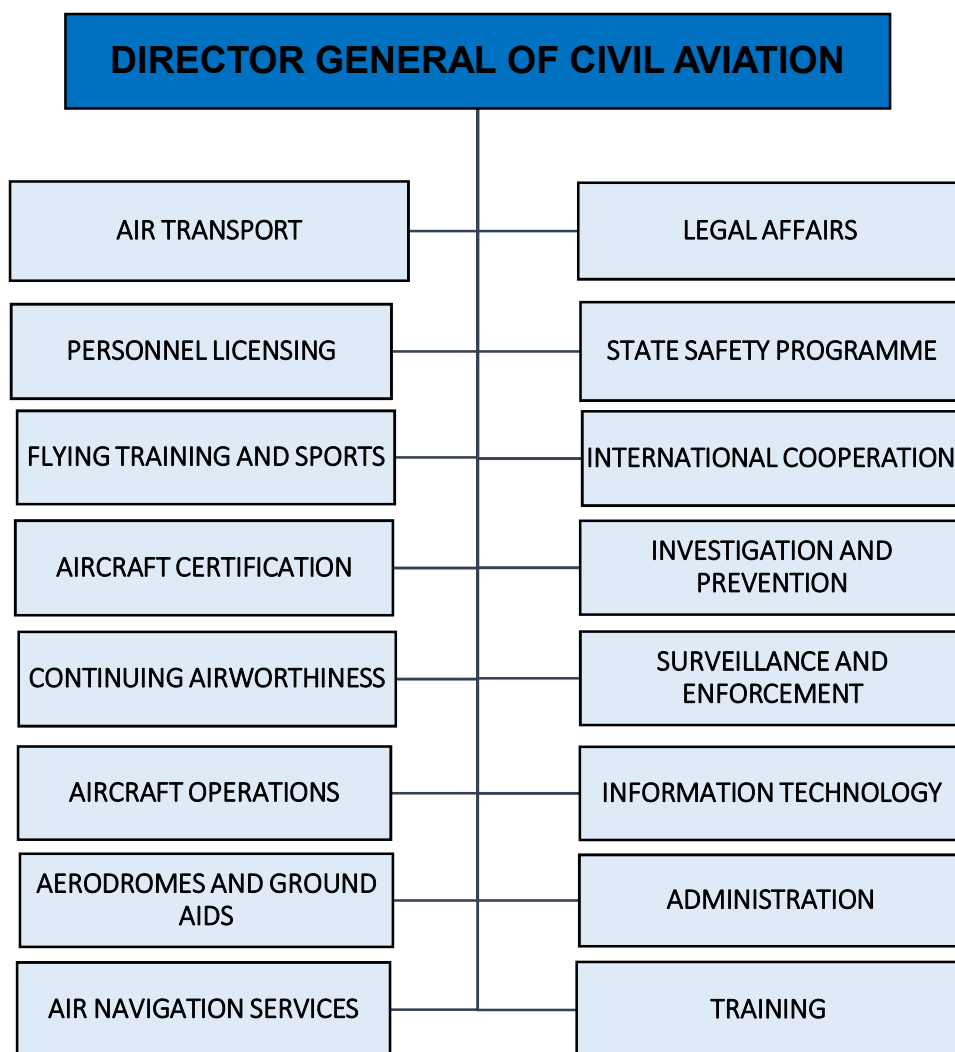 DIRECTOR GENERAL OF CIVIL AVIATION
AIR TRANSPORT
LEGAL AFFAIRS
PERSONNEL LICENSING
STATE SAFETY PROGRAMME
FLYING TRAINING AND SPORTS
INTERNATIONAL COOPERATION
AIRCRAFT CERTIFICATION
INVESTIGATION AND
PREVENTION
CONTINUING AIRWORTHINESS
SURVEILLANCE AND
ENFORCEMENT
AIRCRAFT OPERATIONS
INFORMATION TECHNOLOGY
AERODROMES AND GROUND
AIDS
ADMINISTRATION
AIR NAVIGATION SERVICES
TRAINING